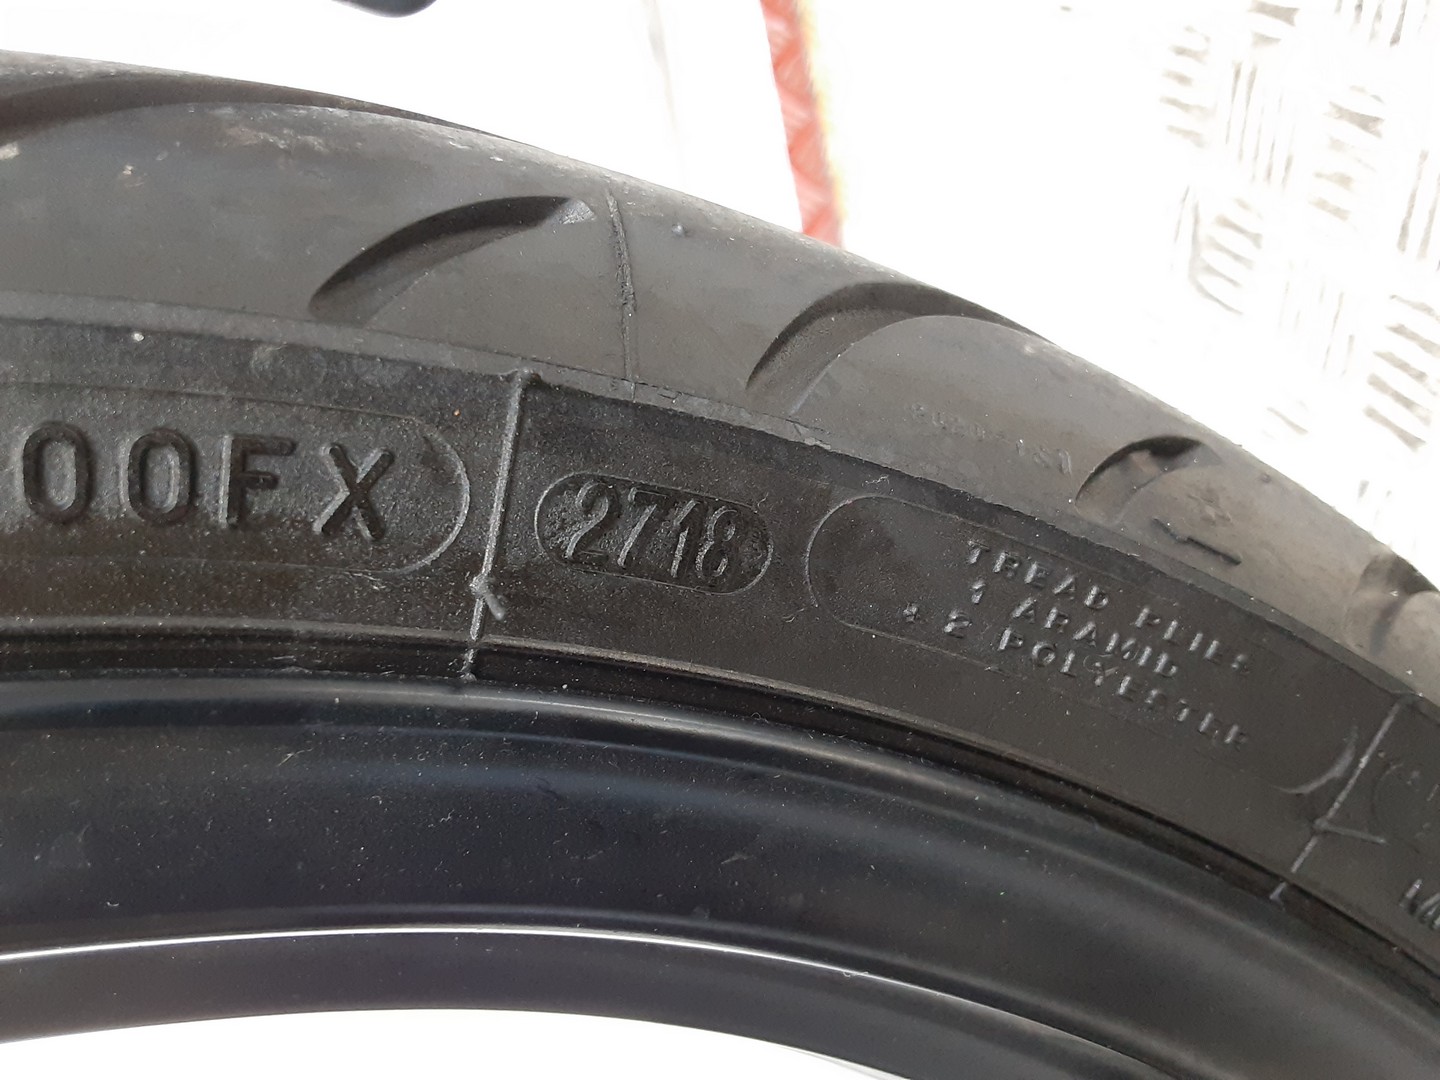 00FX
2718
TREAD PLIES
1 ARAMID
+ 2 POLYESTER